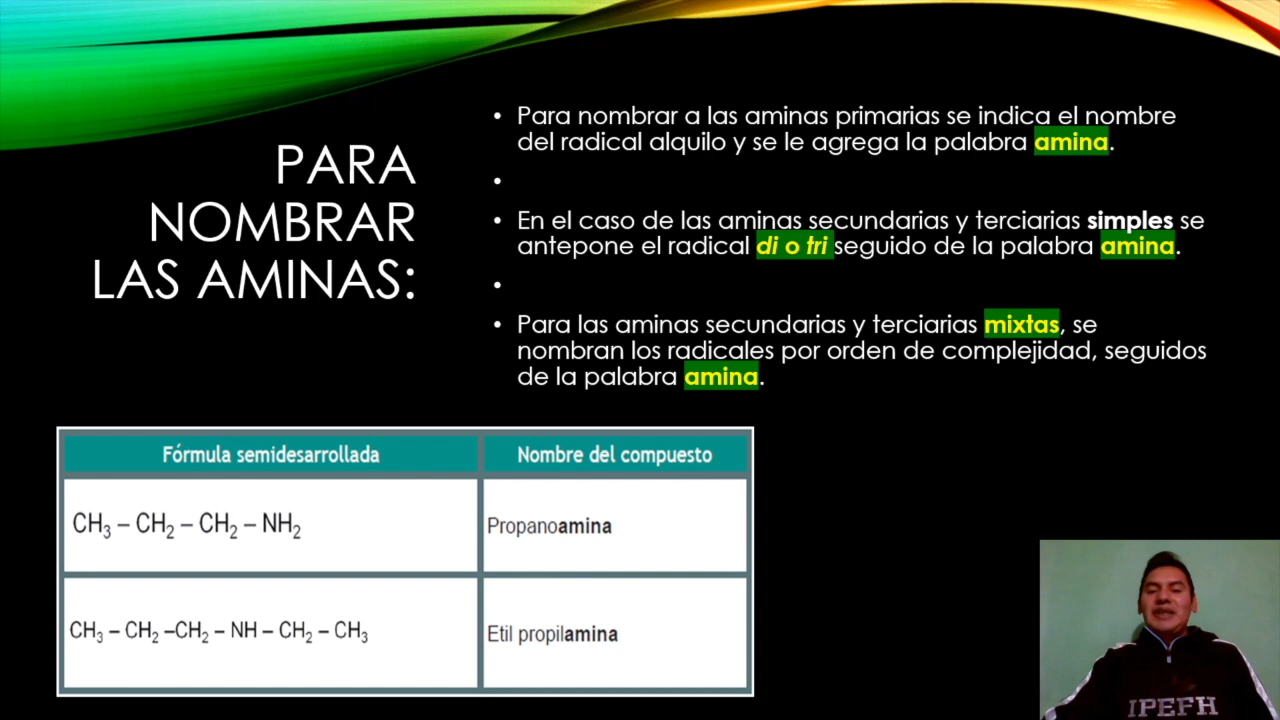 PARA
NOMBRAR
LAS AMINAS:
• Para nombrar a las aminas primarias se indica el nombre
del radical alquilo y se le agrega la palabra amina.
•
• En el caso de las aminas secundarias y terciarias simples se
antepone el radical di o tri seguido de la palabra amina.
•
• Para las aminas secundarias y terciarias mixtas, se
nombran los radicales por orden de complejidad, seguidos
de la palabra amina.
Fórmula semidesarrollada Nombre del compuesto
CH₃ – CH₂ – CH₂ – NH₂ Propanoamina
CH₃ – CH₂ –CH₂ – NH – CH₂ – CH₃ Etil propilamina
IPEFH